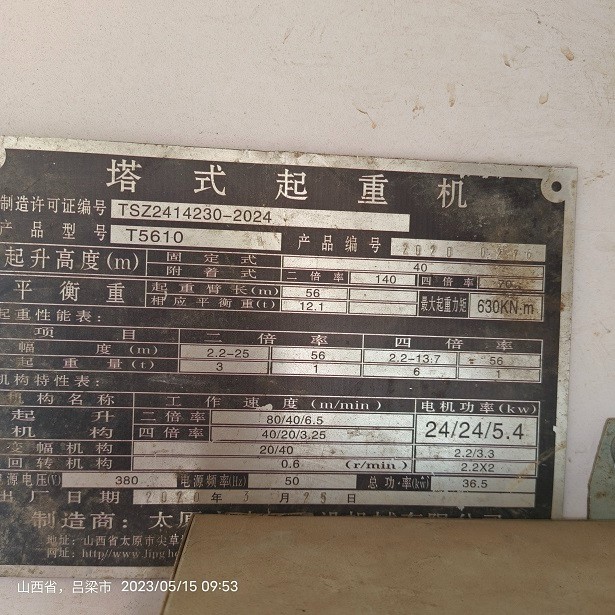 塔式起重机
制造许可证编号 TSZ2414230-2024
产品型号 T5610 产品编号 2020 0276
起升高度(m) 固定式 40
附着式 二倍率 140 四倍率 70
平衡重 起重臂长(m) 56 最大起重力矩 630KN·m
相应平衡重(t) 12.1
起重性能表:
项目 二倍率 四倍率
幅度(m) 2.2-25 56 2.2-13.7 56
起重量(t) 3 1 6 1
机构特性表:
机构名称 工作速度(m/min) 电机功率(kw)
起升机构 二倍率 80/40/6.5 24/24/5.4
四倍率 40/20/3.25
变幅机构 20/40 2.2/3.3
回转机构 0.6 (r/min) 2.2X2
电源电压(V) 380 电源频率(Hz) 50 总功率(kw) 36.5
出厂日期 2020年3月25日
制造商:太原
地址:山西省太原市尖草
网址:http//www.jjpg
山西省,吕梁市 2023/05/15 09:53